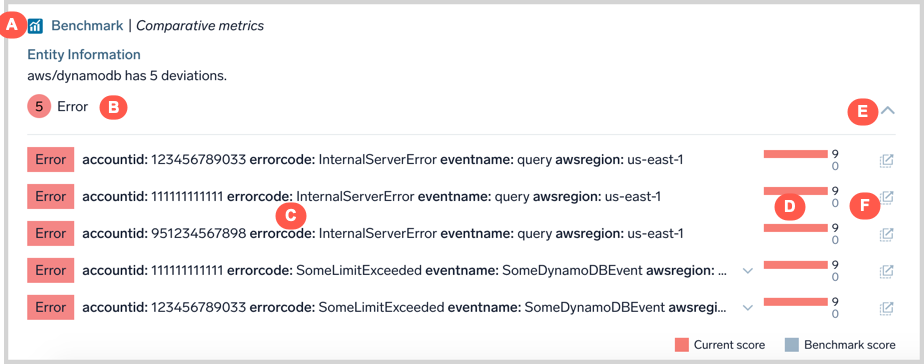 A Benchmark | Comparative metrics
Entity Information
aws/dynamodb has 5 deviations.
5 Error B E
Error accountid: 123456789033 errorcode: InternalServerError eventname: query awsregion: us-east-1 9 0
Error accountid: 111111111111 errorcode: InternalServerError eventname: query awsregion: us-east-1 9 0
C D F
Error accountid: 951234567898 errorcode: InternalServerError eventname: query awsregion: us-east-1 9 0
Error accountid: 111111111111 errorcode: SomeLimitExceeded eventname: SomeDynamoDBEvent awsregion: ... 9 0
Error accountid: 123456789033 errorcode: SomeLimitExceeded eventname: SomeDynamoDBEvent awsregi... 9 0
Current score Benchmark score